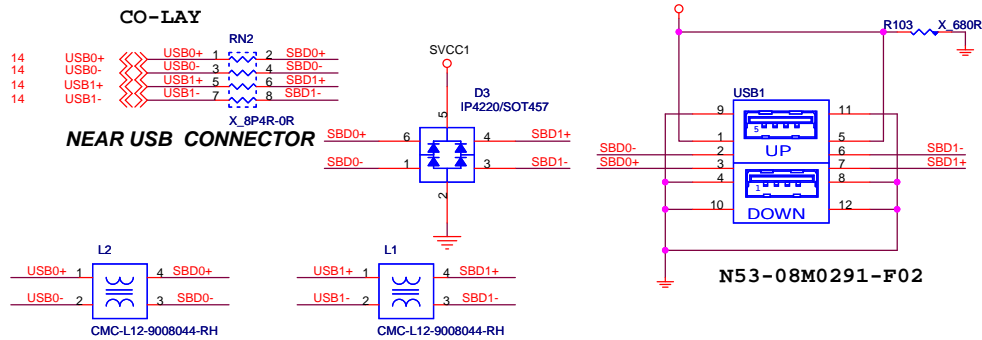 CO-LAY
RN2
14 USB0+ USB0+ 1 2 SBD0+
14 USB0- USB0- 3 4 SBD0-
14 USB1+ USB1+ 5 6 SBD1+
14 USB1- USB1- 7 8 SBD1-
X_8P4R-0R
NEAR USB CONNECTOR
SVCC1
D3
IP4220/SOT457
5
SBD0+ 6 4 SBD1+
SBD0- 1 3 SBD1-
2
R103 X_680R
USB1
9 11
5
1 5
UP
SBD0- 2 6 SBD1-
SBD0+ 3 7 SBD1+
4 8
1
10 12
DOWN
N53-08M0291-F02
L2
USB0+ 1 4 SBD0+
USB0- 2 3 SBD0-
CMC-L12-9008044-RH
L1
USB1+ 1 4 SBD1+
USB1- 2 3 SBD1-
CMC-L12-9008044-RH